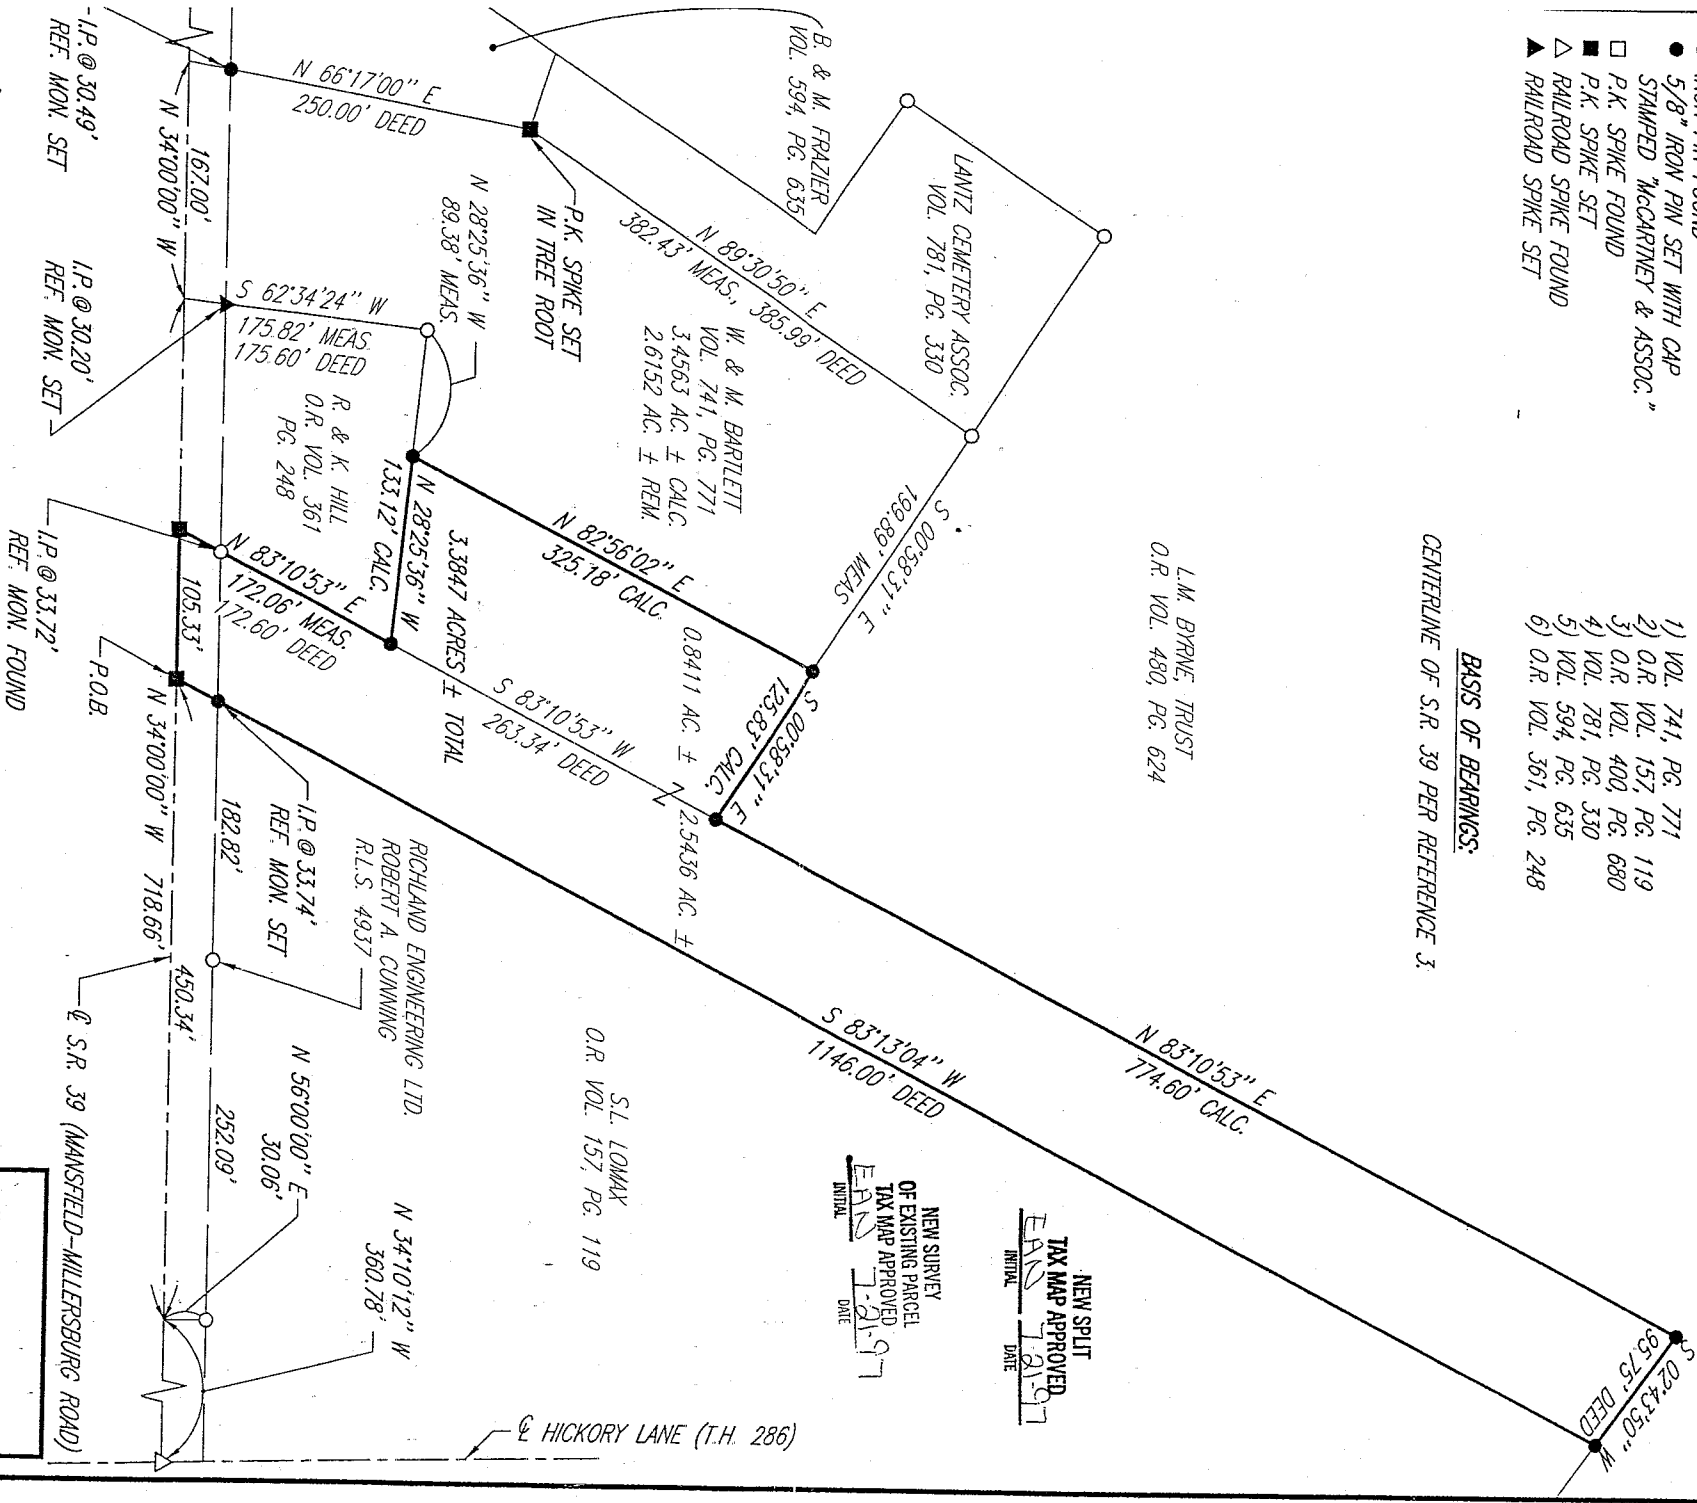 5/8" IRON PIN SET WITH CAP
STAMPED "McCARTNEY & ASSOC."
P.K. SPIKE FOUND
P.K. SPIKE SET
RAILROAD SPIKE FOUND
RAILROAD SPIKE SET
1) VOL. 741, PG. 771
2) O.R. VOL. 157, PG. 119
3) O.R. VOL. 400, PG. 680
4) VOL. 781, PG. 330
5) VOL. 594, PG. 635
6) O.R. VOL. 361, PG. 248
BASIS OF BEARINGS:
CENTERLINE OF S.R. 39 PER REFERENCE 3.
L.M. BYRNE, TRUST
O.R. VOL. 480, PG. 624
LANTZ CEMETERY ASSOC.
VOL. 781, PG. 330
B. & M. FRAZIER
VOL. 594, PG. 635
N 66°17'00" E
250.00' DEED
P.K. SPIKE SET
IN TREE ROOT
N 89°30'50" E
382.43' MEAS., 385.99' DEED
W. & M. BARTLETT
VOL. 741, PG. 771
3.4563 AC. ± CALC.
2.6152 AC. ± REM.
S 00°58'31" E
199.89' MEAS
N 28°25'36" W
89.38' MEAS.
I.P. @ 30.49'
REF. MON. SET
167.00'
N 34°00'00" W
I.P. @ 30.20'
REF. MON. SET
S 62°34'24" W
175.82' MEAS.
175.60' DEED
R. & K. HILL
O.R. VOL. 361
PG. 248
N 28°25'36" W
133.12' CALC.
N 82°56'02" E
325.18' CALC.
0.8411 AC. ±
S 00°58'31" E
125.83' CALC.
3.3847 ACRES ± TOTAL
S 83°10'53" W
263.34' DEED
2.5436 AC. ±
N 83°10'53" E
172.06' MEAS.
172.60' DEED
I.P. @ 33.72'
REF. MON. FOUND
105.33'
P.O.B.
N 34°00'00" W 718.66'
I.P. @ 33.74'
REF. MON. SET
182.82'
450.34'
252.09'
RICHLAND ENGINEERING LTD.
ROBERT A. CUNNING
R.L.S. 4937
N 56°00'00" E
30.06'
N 34°10'12" W
360.78'
℄ S.R. 39 (MANSFIELD-MILLERSBURG ROAD)
℄ HICKORY LANE (T.H. 286)
S.L. LOMAX
O.R. VOL. 157, PG. 119
S 83°13'04" W
1146.00' DEED
N 83°10'53" E
774.60' CALC.
S 02°43'50" W
95.75' DEED
NEW SPLIT
TAX MAP APPROVED
EAN 7-21-97
INITIAL DATE
NEW SURVEY
OF EXISTING PARCEL
TAX MAP APPROVED
EAN 7-21-97
INITIAL DATE